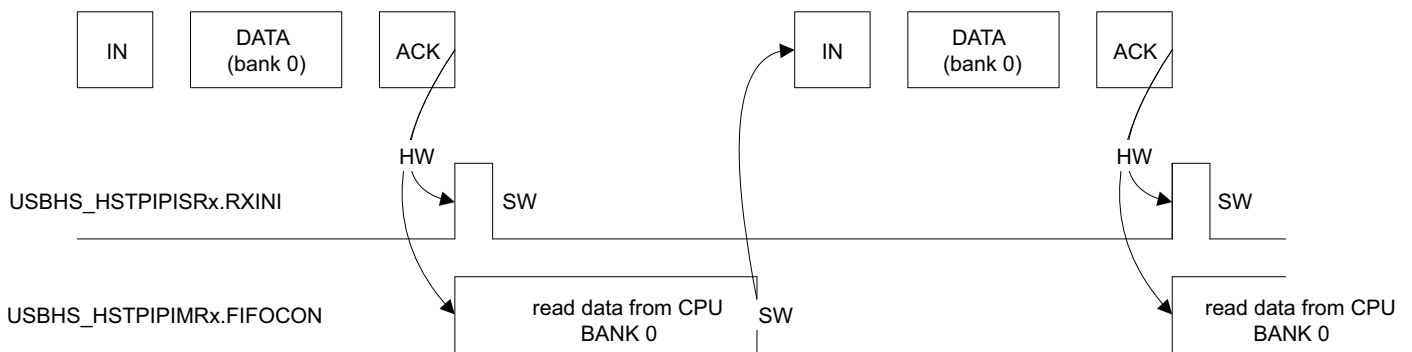 IN
DATA
(bank 0)
ACK
IN
DATA
(bank 0)
ACK
HW
HW
USBHS_HSTPIPISRx.RXINI
SW
SW
USBHS_HSTPIPIMRx.FIFOCON
read data from CPU
BANK 0
SW
read data from CPU
BANK 0